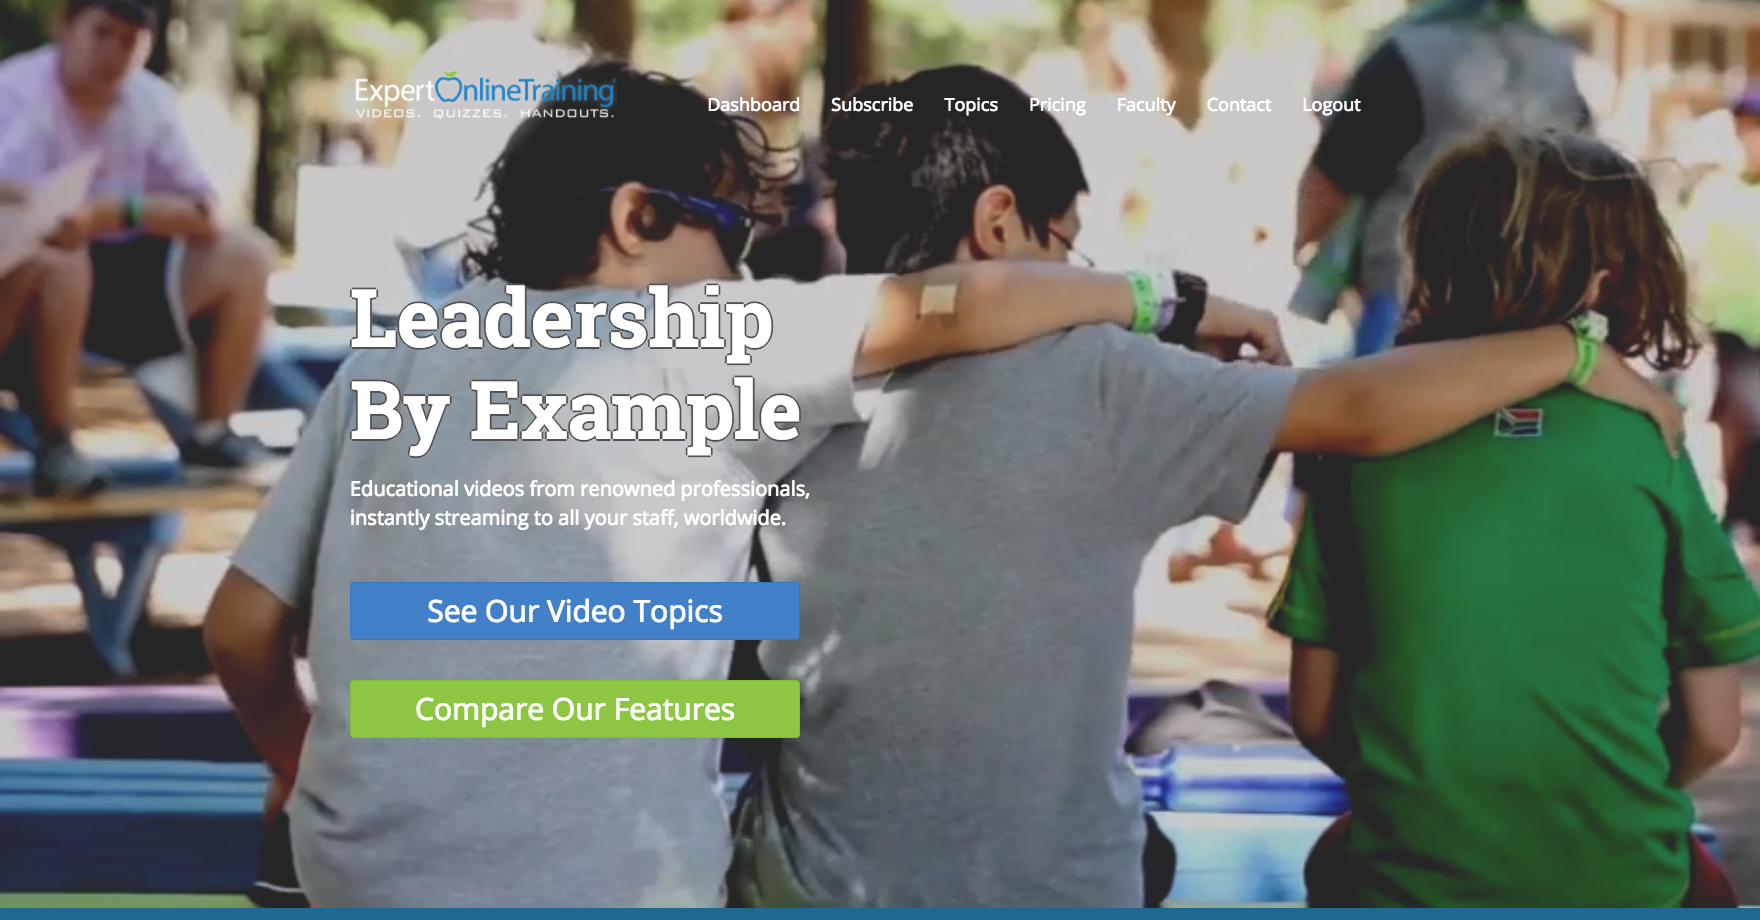 ExpertOnlineTraining
VIDEOS. QUIZZES. HANDOUTS.
Dashboard Subscribe Topics Pricing Faculty Contact Logout
Leadership
By Example
Educational videos from renowned professionals,
instantly streaming to all your staff, worldwide.
See Our Video Topics
Compare Our Features